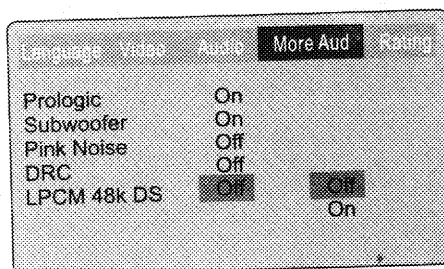 Language Video Audio More Aud Rating
Prologic On
Subwoofer On
Pink Noise Off
DRC Off
LPCM 48k DS Off Off
On